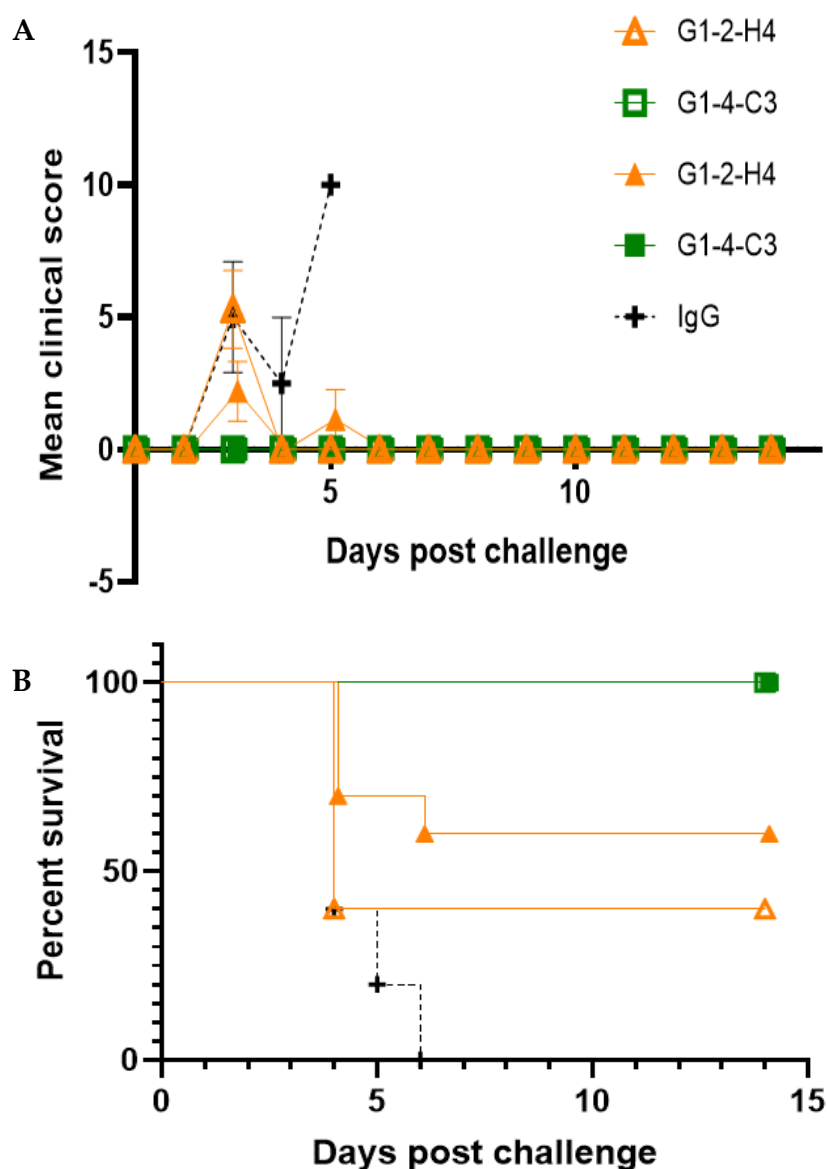 A
G1-2-H4
G1-4-C3
G1-2-H4
G1-4-C3
IgG
Mean clinical score
15
10
5
0
-5
5
10
Days post challenge
B
Percent survival
100
50
0
0
5
10
15
Days post challenge